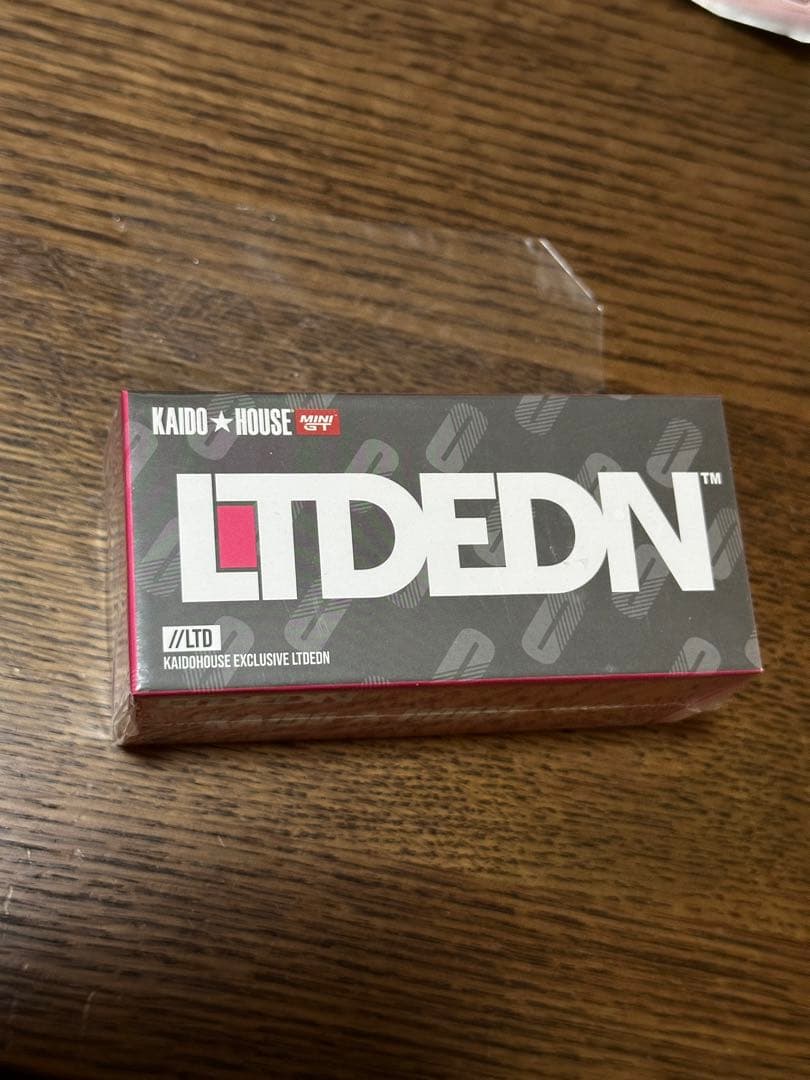 KAIDO★HOUSE MINI GT
LTDEDN™
//LTD
KAIDOHOUSE EXCLUSIVE LTDEDN